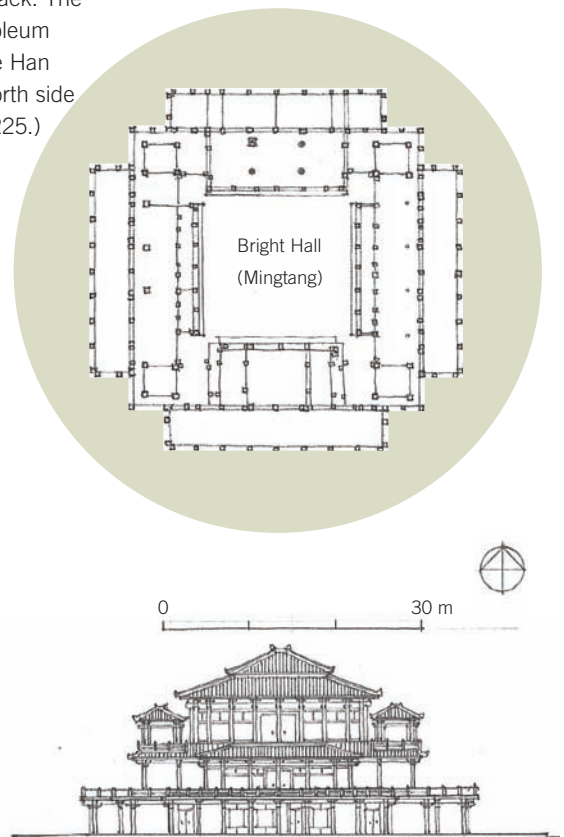 ack. The
oleum
e Han
orth side
225.)
Bright Hall
(Mingtang)
0 30 m